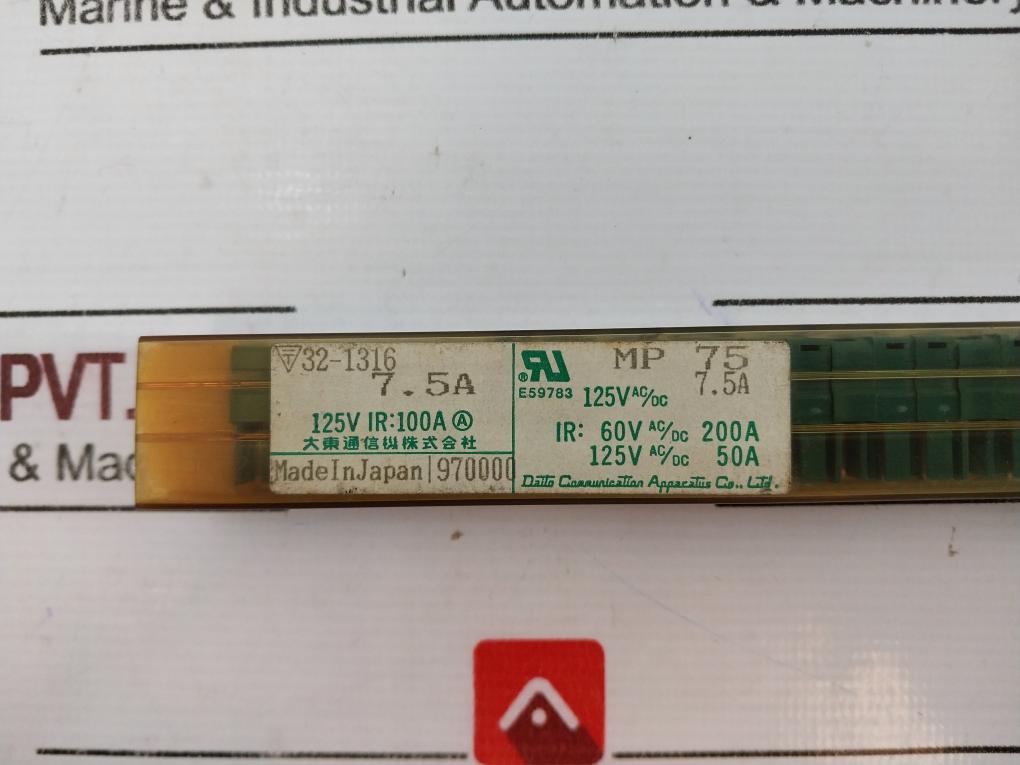 Marine & Industrial Automation & Machinery
PVT.
& Mac
32-1316
7.5A
125V IR:100A Ⓐ
大東通信機株式会社
MadeInJapan|970000
® E59783
MP 75
7.5A
125V AC/DC
IR: 60V AC/DC 200A
125V AC/DC 50A
Daito Communication Apparatus Co., Ltd.